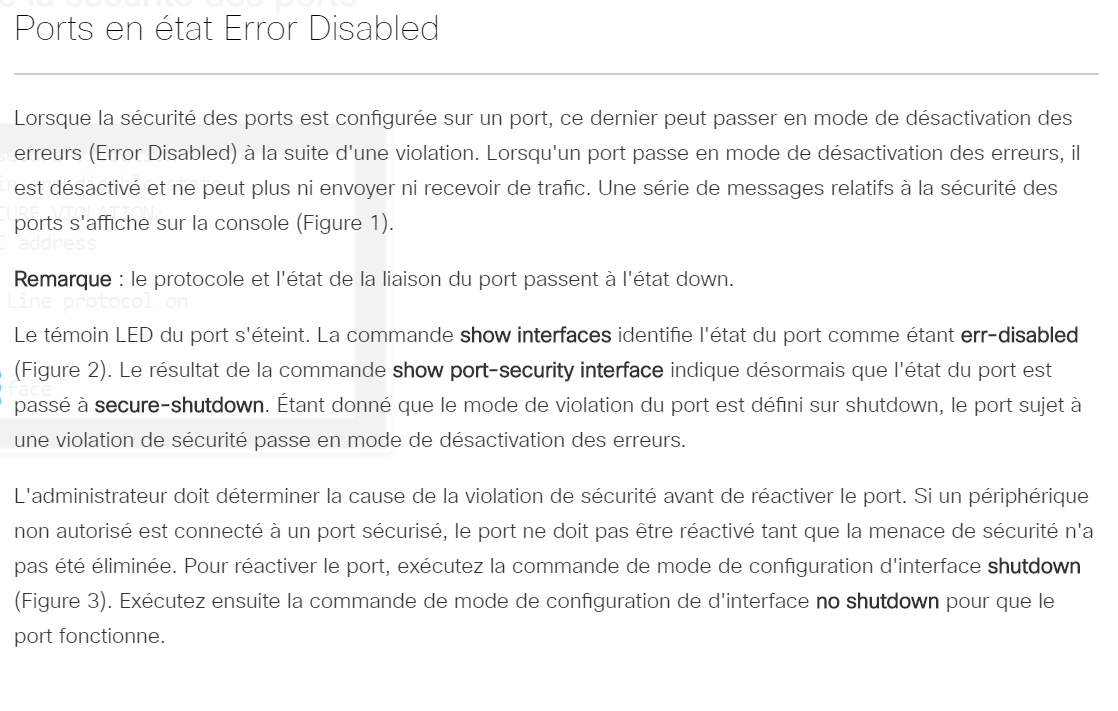 Ports en état Error Disabled
Lorsque la sécurité des ports est configurée sur un port, ce dernier peut passer en mode de désactivation des
erreurs (Error Disabled) à la suite d'une violation. Lorsqu'un port passe en mode de désactivation des erreurs, il
est désactivé et ne peut plus ni envoyer ni recevoir de trafic. Une série de messages relatifs à la sécurité des
ports s'affiche sur la console (Figure 1).
address
Remarque : le protocole et l'état de la liaison du port passent à l'état down.
Line protocol on
Le témoin LED du port s'éteint. La commande show interfaces identifie l'état du port comme étant err-disabled
(Figure 2). Le résultat de la commande show port-security interface indique désormais que l'état du port est
passé à secure-shutdown. Étant donné que le mode de violation du port est défini sur shutdown, le port sujet à
une violation de sécurité passe en mode de désactivation des erreurs.
L'administrateur doit déterminer la cause de la violation de sécurité avant de réactiver le port. Si un périphérique
non autorisé est connecté à un port sécurisé, le port ne doit pas être réactivé tant que la menace de sécurité n'a
pas été éliminée. Pour réactiver le port, exécutez la commande de mode de configuration d'interface shutdown
(Figure 3). Exécutez ensuite la commande de mode de configuration de d'interface no shutdown pour que le
port fonctionne.